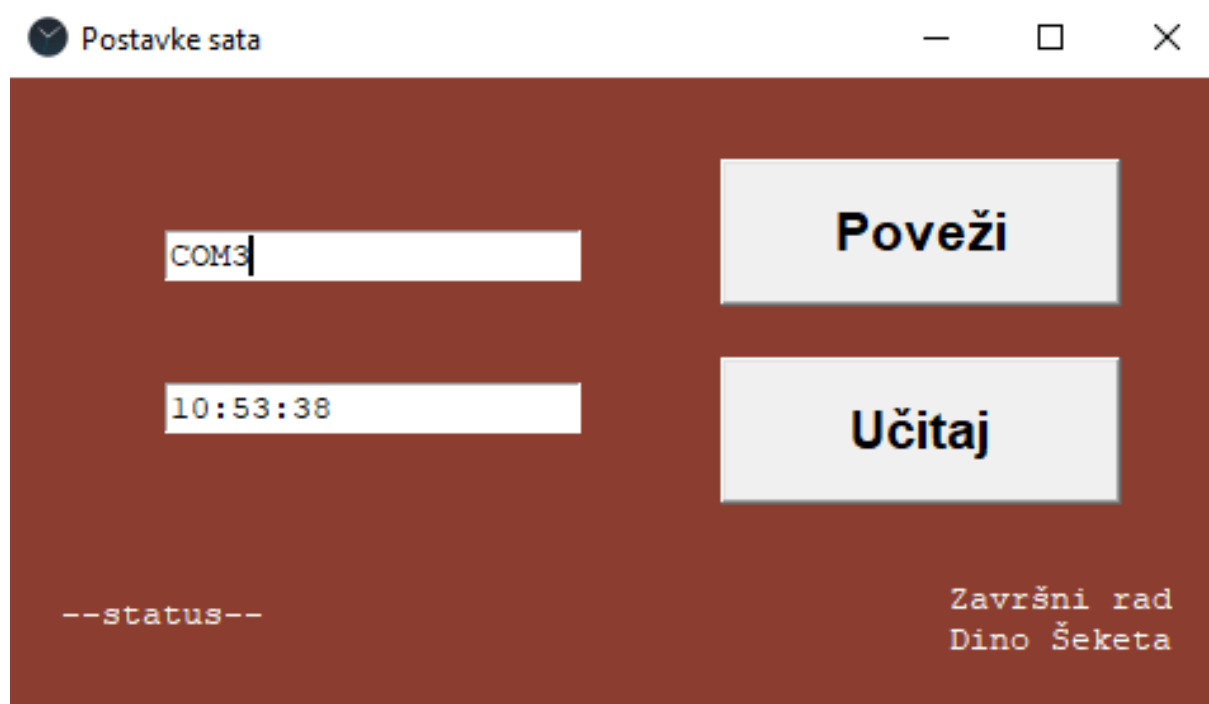 Postavke sata
COM3
Poveži
10:53:38
Učitaj
--status--
Završni rad
Dino Šeketa